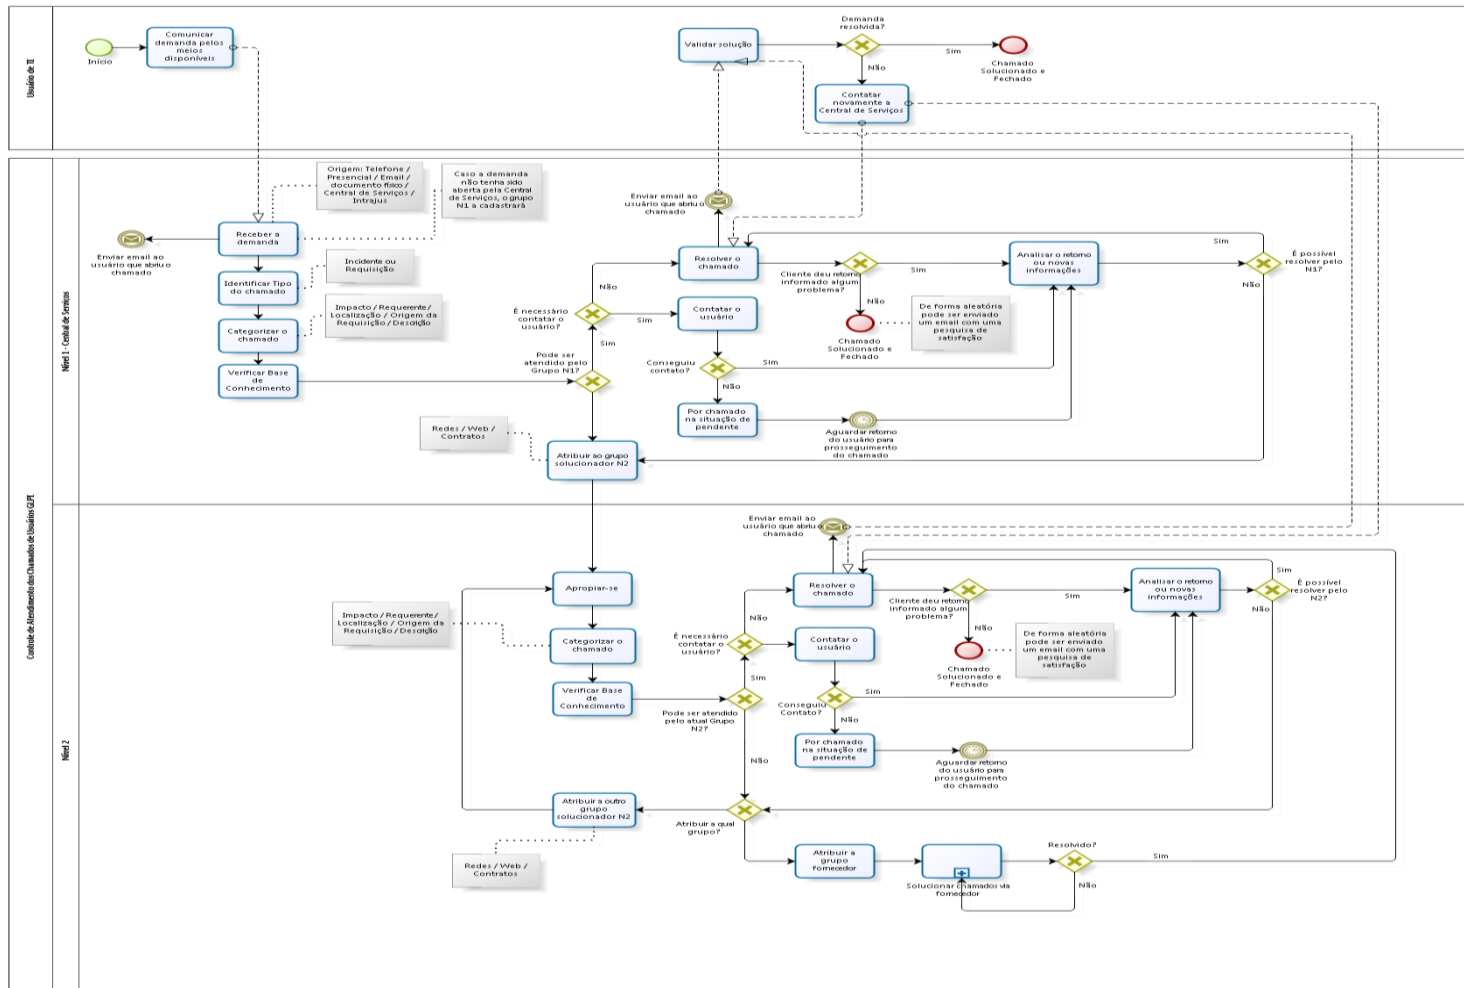 Usuário de TI
Início
Comunicar
demanda pelos
meios
disponíveis
Validar solução
Demanda
resolvida?
Sim
Não
Chamado
Solucionado e
Fechado
Contatar
novamente a
Central de Serviços
Controle de Atendimento dos Chamados de Usuários GLPI
Nível 1 - Central de Serviços
Origem: Telefone /
Presencial / Email /
documento físico /
Central de Serviços /
Intrajus
Caso a demanda
não tenha sido
aberta pela Central
de Serviços, o grupo
N1 a cadastrará
Enviar email ao
usuário que abriu o
chamado
Receber a
demanda
Identificar Tipo
do chamado
Incidente ou
Requisição
Categorizar o
chamado
Impacto / Requerente/
Localização / Origem da
Requisição / Descrição
Verificar Base
de
Conhecimento
Pode ser
atendido pelo
Grupo N1?
Sim
É necessário
contatar o
usuário?
Não
Sim
Enviar email ao
usuário que abriu o
chamado
Resolver o
chamado
Contatar o
usuário
Conseguiu
contato?
Sim
Não
Por chamado
na situação de
pendente
Aguardar retorno
do usuário para
prosseguimento
do chamado
Cliente deu retorno
informado algum
problema?
Sim
Não
Chamado
Solucionado e
Fechado
De forma aleatória
pode ser enviado
um email com uma
pesquisa de
satisfação
Analisar o retorno
ou novas
informações
Sim
É possível
resolver pelo
N1?
Não
Redes / Web /
Contratos
Atribuir ao grupo
solucionador N2
Nível 2
Apropiar-se
Impacto / Requerente/
Localização / Origem da
Requisição / Descrição
Categorizar o
chamado
Verificar Base
de
Conhecimento
Pode ser atendido
pelo atual Grupo
N2?
Sim
Não
É necessário
contatar o
usuário?
Não
Enviar email ao
usuário que abriu o
chamado
Resolver o
chamado
Contatar o
usuário
Conseguiu
Contato?
Sim
Não
Por chamado
na situação de
pendente
Aguardar retorno
do usuário para
prosseguimento
do chamado
Cliente deu retorno
informado algum
problema?
Sim
Não
Chamado
Solucionado e
Fechado
De forma aleatória
pode ser enviado
um email com uma
pesquisa de
satisfação
Analisar o retorno
ou novas
informações
Sim
É possível
resolver pelo
N2?
Não
Atribuir a outro
grupo
solucionador N2
Redes / Web /
Contratos
Atribuir a qual
grupo?
Atribuir a
grupo
fornecedor
Solucionar chamados via
fornecedor
Resolvido?
Sim
Não